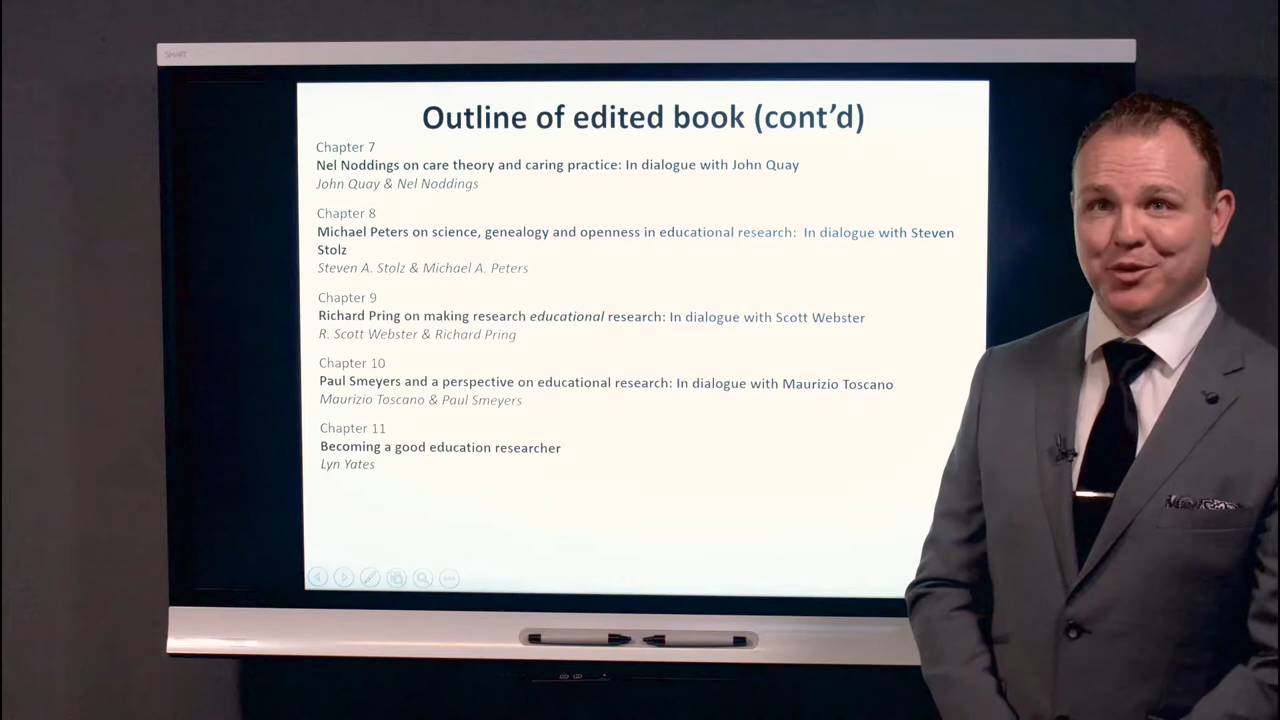 SMART
Outline of edited book (cont'd)
Chapter 7
Nel Noddings on care theory and caring practice: In dialogue with John Quay
John Quay & Nel Noddings
Chapter 8
Michael Peters on science, genealogy and openness in educational research:  In dialogue with Steven
Stolz
Steven A. Stolz & Michael A. Peters
Chapter 9
Richard Pring on making research educational research: In dialogue with Scott Webster
R. Scott Webster & Richard Pring
Chapter 10
Paul Smeyers and a perspective on educational research: In dialogue with Maurizio Toscano
Maurizio Toscano & Paul Smeyers
Chapter 11
Becoming a good education researcher
Lyn Yates